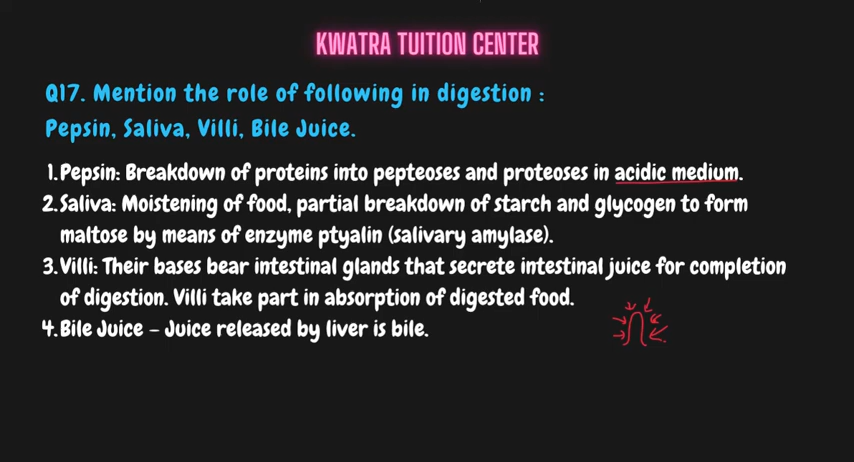 KWATRA TUITION CENTER
Q17. Mention the role of following in digestion :
Pepsin, Saliva, Villi, Bile Juice.
1. Pepsin: Breakdown of proteins into pepteoses and proteoses in acidic medium.
2. Saliva: Moistening of food, partial breakdown of starch and glycogen to form
maltose by means of enzyme ptyalin (salivary amylase).
3. Villi: Their bases bear intestinal glands that secrete intestinal juice for completion
of digestion. Villi take part in absorption of digested food.
4. Bile Juice – Juice released by liver is bile.